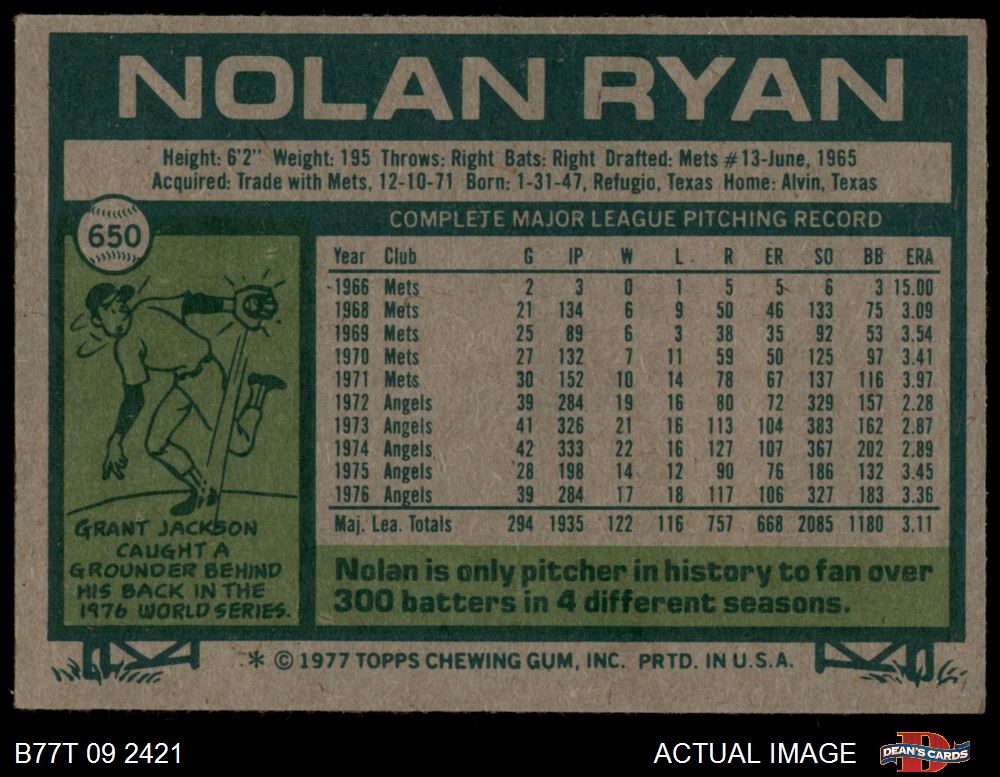 NOLAN RYAN
Height: 6'2" Weight: 195 Throws: Right Bats: Right Drafted: Mets #13-June, 1965
Acquired: Trade with Mets, 12-10-71 Born: 1-31-47, Refugio, Texas Home: Alvin, Texas
650
COMPLETE MAJOR LEAGUE PITCHING RECORD
Year Club G IP W L R ER SO BB ERA
1966 Mets 2 3 0 1 5 5 6 3 15.00
1968 Mets 21 134 6 9 50 46 133 75 3.09
1969 Mets 25 89 6 3 38 35 92 53 3.54
1970 Mets 27 132 7 11 59 50 125 97 3.41
1971 Mets 30 152 10 14 78 67 137 116 3.97
1972 Angels 39 284 19 16 80 72 329 157 2.28
1973 Angels 41 326 21 16 113 104 383 162 2.87
1974 Angels 42 333 22 16 127 107 367 202 2.89
1975 Angels 28 198 14 12 90 76 186 132 3.45
1976 Angels 39 284 17 18 117 106 327 183 3.36
Maj. Lea. Totals 294 1935 122 116 757 668 2085 1180 3.11
GRANT JACKSON
CAUGHT A
GROUNDER BEHIND
HIS BACK IN THE
1976 WORLD SERIES.
Nolan is only pitcher in history to fan over
300 batters in 4 different seasons.
* © 1977 TOPPS CHEWING GUM, INC. PRTD. IN U.S.A.
B77T 09 2421
ACTUAL IMAGE
DEAN'S CARDS